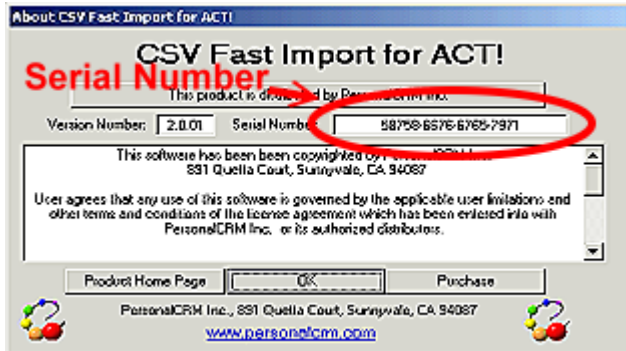 About CSV Fast Import for ACT!
CSV Fast Import for ACT!
Serial Number
This product is distributed by PersonalCRM Inc.
Version Number: 2.0.01 Serial Number: 58758-6676-6765-7971
This software has been been copyrighted by PersonalCRM Inc.
891 Quella Court, Sunnyvale, CA 94087
User agrees that any use of this software is governed by the applicable user limitations and
other terms and conditions of the license agreement which has been entered into with
PersonalCRM Inc. or its authorized distributors.
Product Home Page OK Purchase
PersonalCRM Inc., 891 Quella Court, Sunnyvale, CA 94087
www.personalcrm.com